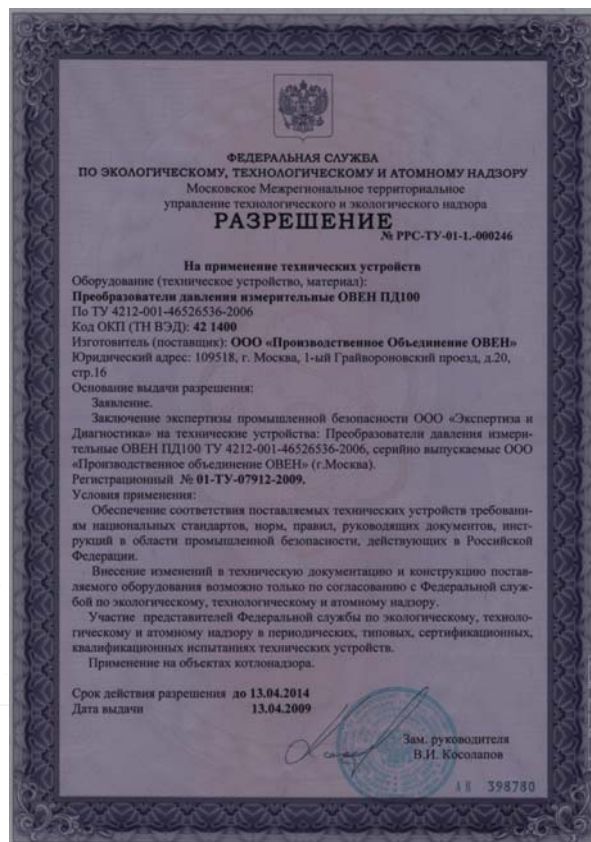 ФЕДЕРАЛЬНАЯ СЛУЖБА
ПО ЭКОЛОГИЧЕСКОМУ, ТЕХНОЛОГИЧЕСКОМУ И АТОМНОМУ НАДЗОРУ
Московское Межрегиональное территориальное
управление технологического и экологического надзора
РАЗРЕШЕНИЕ
№ РРС-ТУ-01-1.-000246
На применение технических устройств
Оборудование (техническое устройство, материал):
Преобразователи давления измерительные ОВЕН ПД100
По ТУ 4212-001-46526536-2006
Код ОКП (ТН ВЭД): 42 1400
Изготовитель (поставщик): ООО «Производственное Объединение ОВЕН»
Юридический адрес: 109518, г. Москва, 1-ый Грайвороновский проезд, д.20,
стр.16
Основание выдачи разрешения:
Заявление.
Заключение экспертизы промышленной безопасности ООО «Экспертиза и
Диагностика» на технические устройства: Преобразователи давления измери-
тельные ОВЕН ПД100 ТУ 4212-001-46526536-2006, серийно выпускаемые ООО
«Производственное объединение ОВЕН» (г.Москва).
Регистрационный № 01-ТУ-07912-2009.
Условия применения:
Обеспечение соответствия поставляемых технических устройств требовани-
ям национальных стандартов, норм, правил, руководящих документов, инст-
рукций в области промышленной безопасности, действующих в Российской
Федерации.
Внесение изменений в техническую документацию и конструкцию постав-
ляемого оборудования возможно только по согласованию с Федеральной служ-
бой по экологическому, технологическому и атомному надзору.
Участие представителей Федеральной службы по экологическому, техноло-
гическому и атомному надзору в периодических, типовых, сертификационных,
квалификационных испытаниях технических устройств.
Применение на объектах котлонадзора.
Срок действия разрешения до 13.04.2014
Дата выдачи 13.04.2009
Зам. руководителя
В.И. Косолапов
АВ 398780